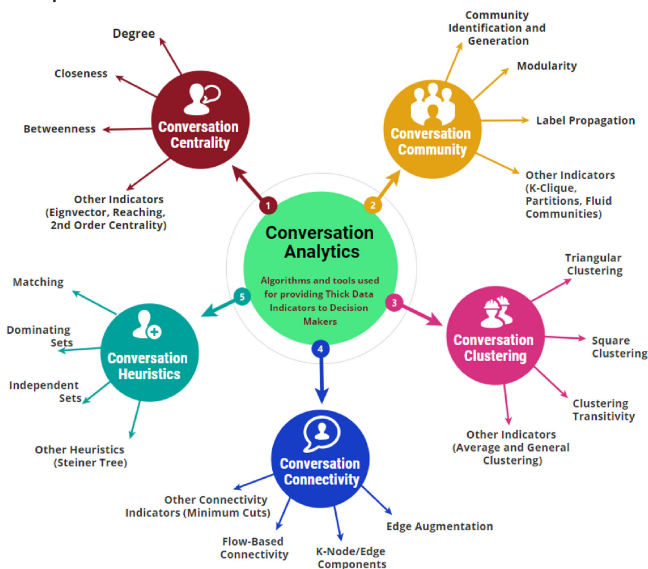 Conversation
Analytics
Algorithms and tools used
for providing Thick Data
Indicators to Decision
Makers
1
Conversation
Centrality
Degree
Closeness
Betweenness
Other Indicators
(Eignvector, Reaching,
2nd Order Centrality)
2
Conversation
Community
Community
Identification and
Generation
Modularity
Label Propagation
Other Indicators
(K-Clique,
Partitions, Fluid
Communities)
3
Conversation
Clustering
Triangular
Clustering
Square
Clustering
Clustering
Transitivity
Other Indicators
(Average and General
Clustering)
4
Conversation
Connectivity
Edge Augmentation
K-Node/Edge
Components
Flow-Based
Connectivity
Other Connectivity
Indicators (Minimum Cuts)
5
Conversation
Heuristics
Matching
Dominating
Sets
Independent
Sets
Other Heuristics
(Steiner Tree)